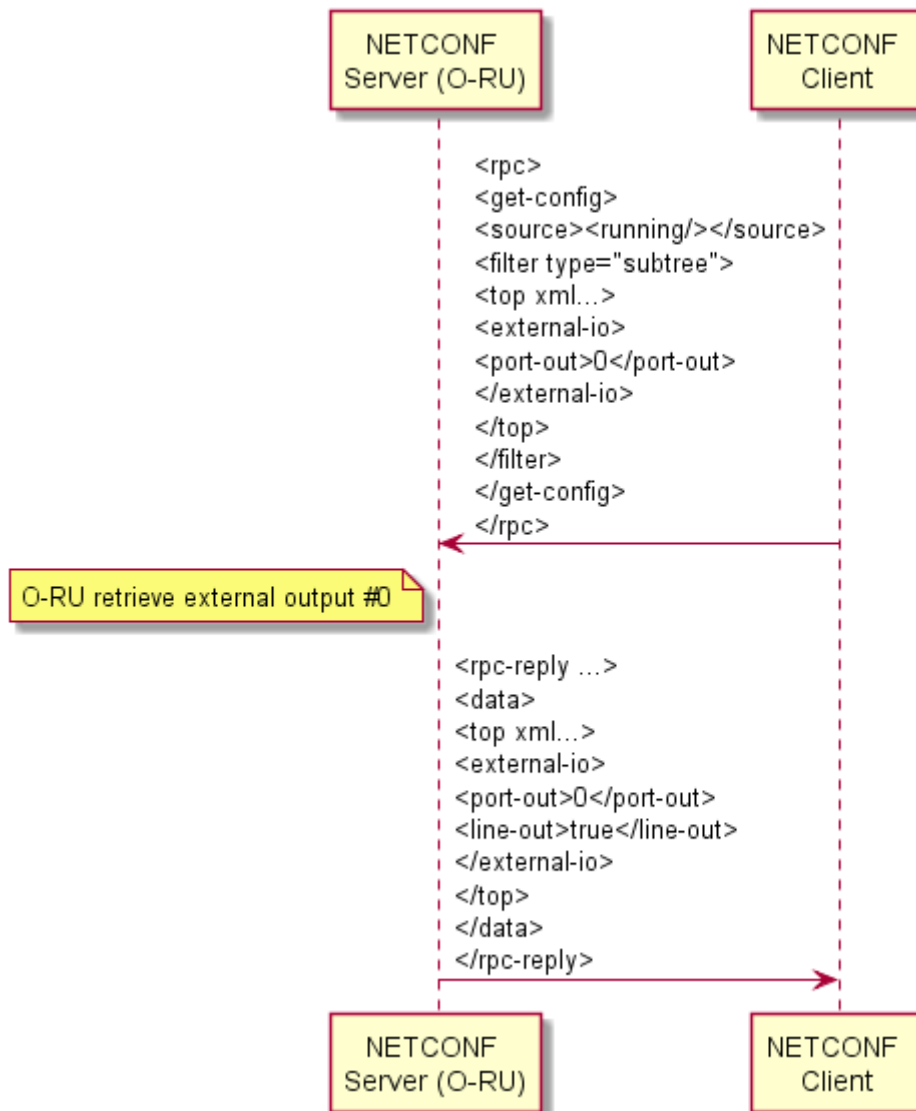 NETCONF
Server (O-RU)
NETCONF
Client
<rpc>
<get-config>
<source><running/></source>
<filter type="subtree">
<top xml...>
<external-io>
<port-out>0</port-out>
</external-io>
</top>
</filter>
</get-config>
</rpc>
O-RU retrieve external output #0
<rpc-reply ...>
<data>
<top xml...>
<external-io>
<port-out>0</port-out>
<line-out>true</line-out>
</external-io>
</top>
</data>
</rpc-reply>
NETCONF
Server (O-RU)
NETCONF
Client